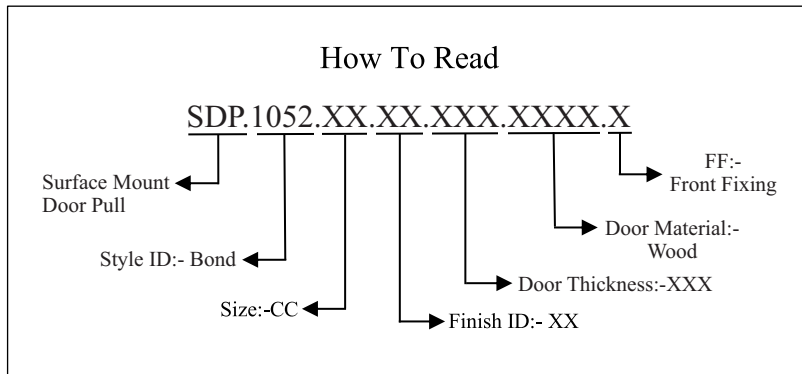 How To Read
SDP.1052.XX.XX.XXX.XXXX.X
FF:-
Front Fixing
Surface Mount
Door Pull
Door Material:-
Wood
Style ID:- Bond
Door Thickness:-XXX
Size:-CC
Finish ID:- XX